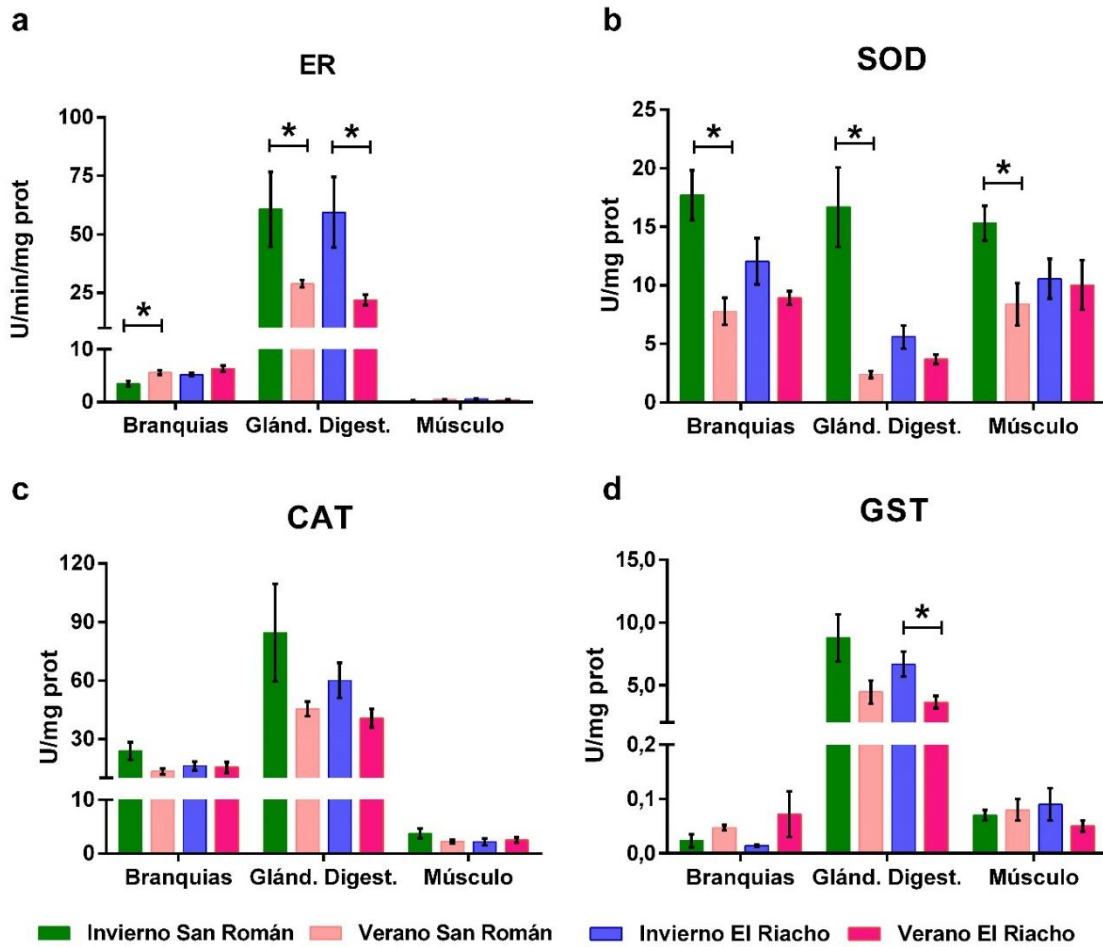 a
ER
U/min/mg prot
100
75
50
25
10
0
*
*
*
Branquias Glánd. Digest. Músculo
b
SOD
U/mg prot
25
20
15
10
5
0
*
*
*
Branquias Glánd. Digest. Músculo
c
CAT
U/mg prot
120
90
60
30
10
0
Branquias Glánd. Digest. Músculo
d
GST
U/mg prot
15,0
10,0
5,0
0,2
0,1
0,0
*
Branquias Glánd. Digest. Músculo
Invierno San Román Verano San Román Invierno El Riacho Verano El Riacho